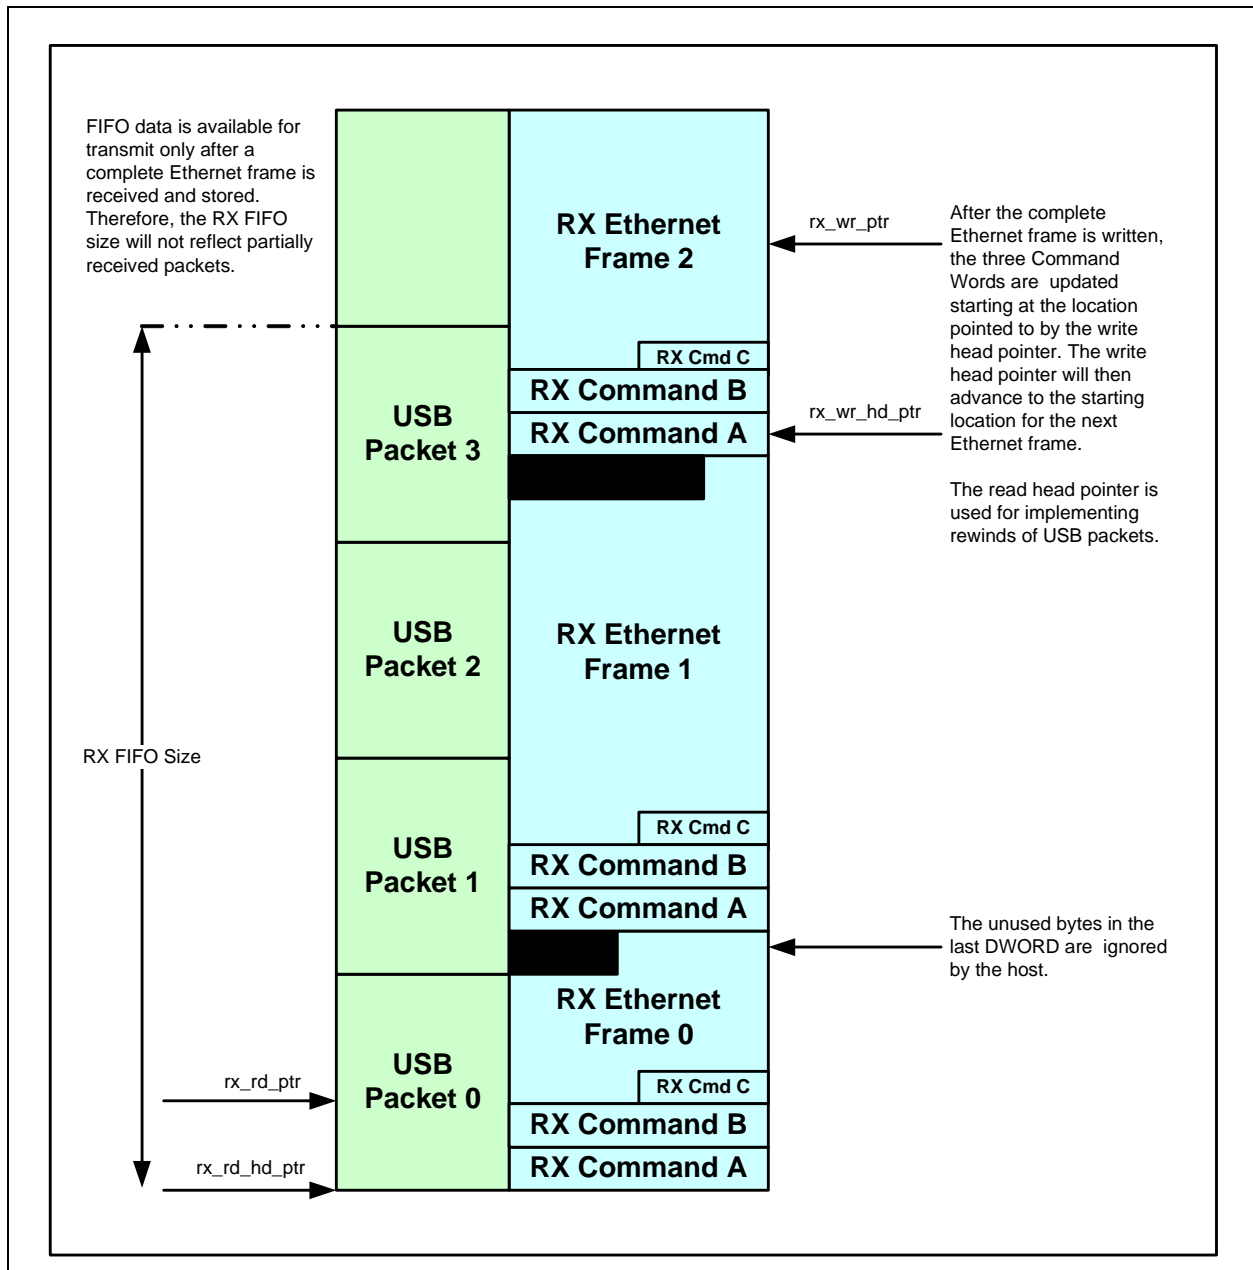 FIFO data is available for
transmit only after a
complete Ethernet frame is
received and stored.
Therefore, the RX FIFO
size will not reflect partially
received packets.
RX FIFO Size
rx_rd_ptr
rx_rd_hd_ptr
USB
Packet 3
USB
Packet 2
USB
Packet 1
USB
Packet 0
RX Ethernet
Frame 2
RX Cmd C
RX Command B
RX Command A
RX Ethernet
Frame 1
RX Cmd C
RX Command B
RX Command A
RX Ethernet
Frame 0
RX Cmd C
RX Command B
RX Command A
rx_wr_ptr
rx_wr_hd_ptr
After the complete
Ethernet frame is written,
the three Command
Words are updated
starting at the location
pointed to by the write
head pointer. The write
head pointer will then
advance to the starting
location for the next
Ethernet frame.
The read head pointer is
used for implementing
rewinds of USB packets.
The unused bytes in the
last DWORD are ignored
by the host.